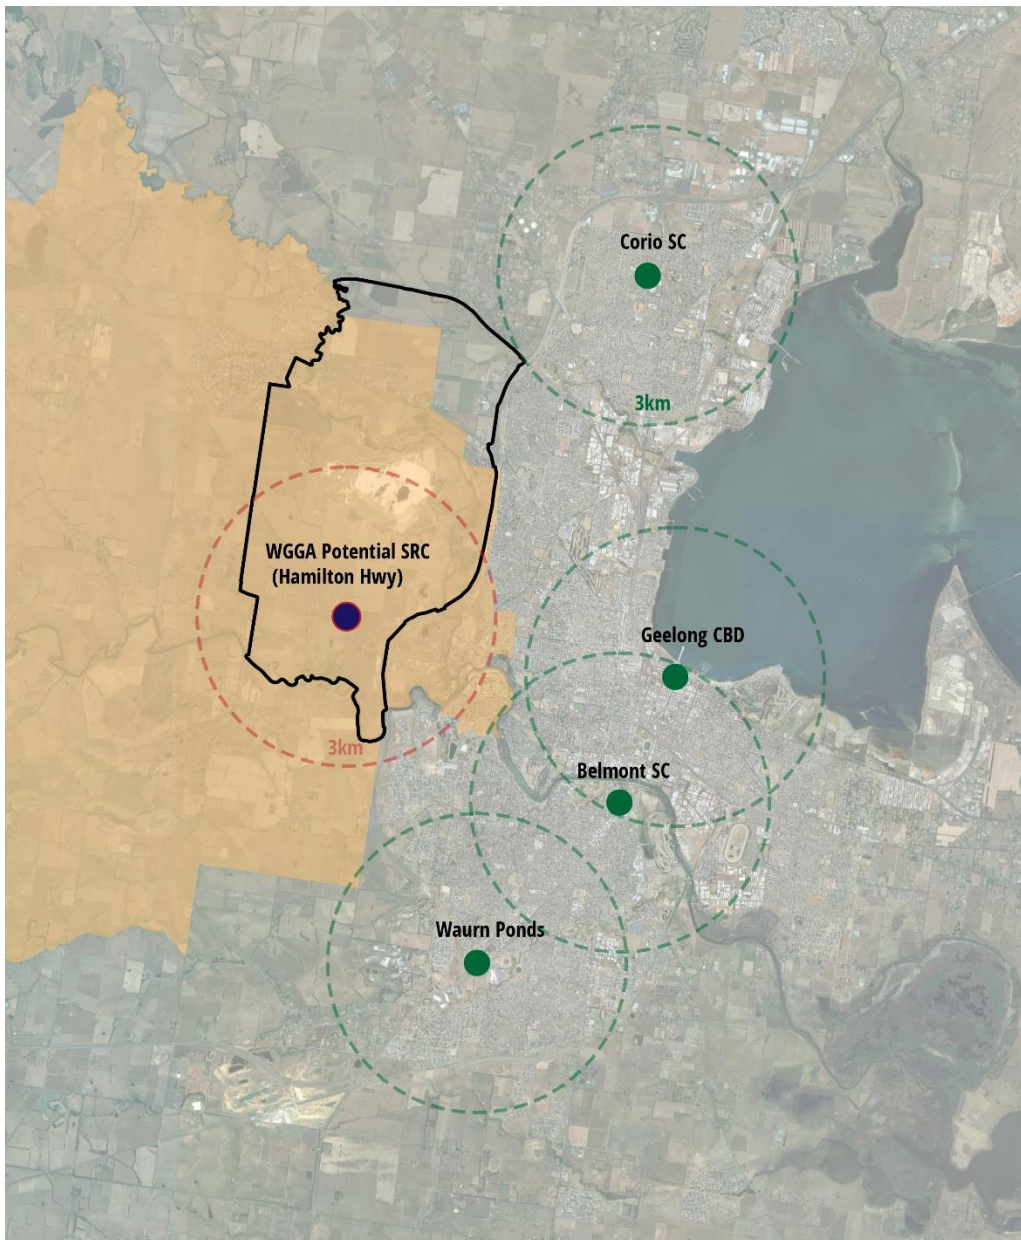 Corio SC
3km
WGGA Potential SRC
(Hamilton Hwy)
Geelong CBD
3km
Belmont SC
Waurn Ponds